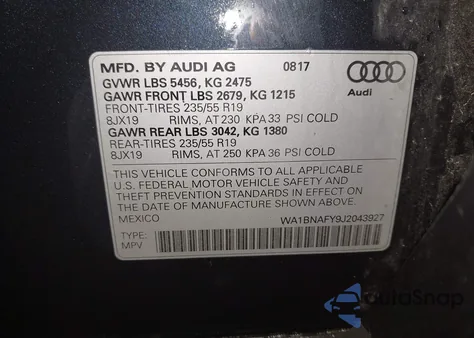 MFD. BY AUDI AG 0817
GVWR LBS 5456, KG 2475
GAWR FRONT LBS 2679, KG 1215
FRONT-TIRES 235/55 R19
8JX19 RIMS, AT 230 KPA 33 PSI COLD
GAWR REAR LBS 3042, KG 1380
REAR-TIRES 235/55 R19
8JX19 RIMS, AT 250 KPA 36 PSI COLD
Audi
THIS VEHICLE CONFORMS TO ALL APPLICABLE
U.S. FEDERAL MOTOR VEHICLE SAFETY AND
THEFT PREVENTION STANDARDS IN EFFECT ON
THE DATE OF MANUFACTURE SHOWN ABOVE.
MEXICO WA1BNAFY9J2043927
TYPE:
MPV
autoSnap